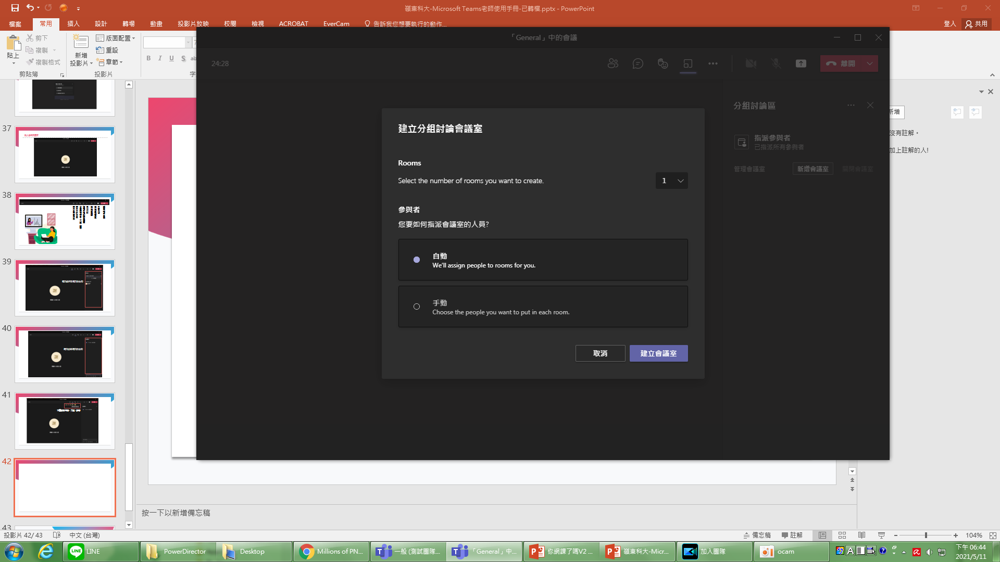 嶺東科大-Microsoft Teams老師使用手冊-已轉檔.pptx - PowerPoint
檔案
常用
插入
設計
轉場
動畫
投影片放映
校閱
檢視
ACROBAT
EverCam
告訴我您想要執行的動作...
登入
共用
貼上
剪下
複製
複製格式
剪貼簿
新增
投影片
版面配置
重設
章節
投影片
B I U S abc
字
「General」中的會議
24:28
離開
分組討論區
指派參與者
已指派所有參與者
管理會議室
新增會議室
關閉會議室
建立分組討論會議室
Rooms
Select the number of rooms you want to create.
1
參與者
您要如何指派會議室的人員?
自動
We'll assign people to rooms for you.
手動
Choose the people you want to put in each room.
取消
建立會議室
新增
沒有註解。
加上註解的人!
37
38
39
40
41
42
43
按一下以新增備忘稿
投影片 42/ 43
中文 (台灣)
備忘稿
註解
104%
LINE
PowerDirector
Desktop
Millions of PN...
一般 (測試團隊...
「General」中...
你網課了嗎V2 ...
嶺東科大-Micr...
加入團隊
ocam
下午 06:44
2021/5/11